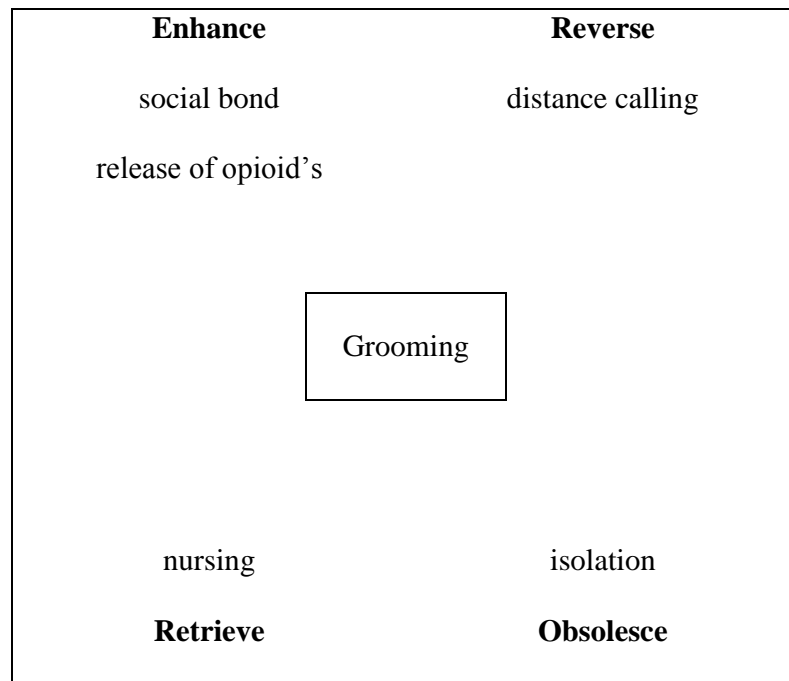 Enhance Reverse
social bond distance calling
release of opioid’s
Grooming
nursing isolation
Retrieve Obsolesce